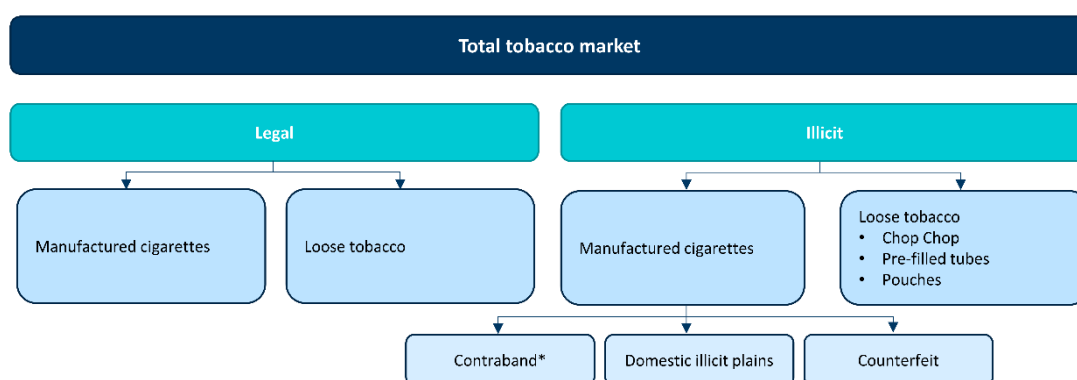 Total tobacco market
Legal
Illicit
Manufactured cigarettes
Loose tobacco
Manufactured cigarettes
Loose tobacco
• Chop Chop
• Pre-filled tubes
• Pouches
Contraband*
Domestic illicit plains
Counterfeit